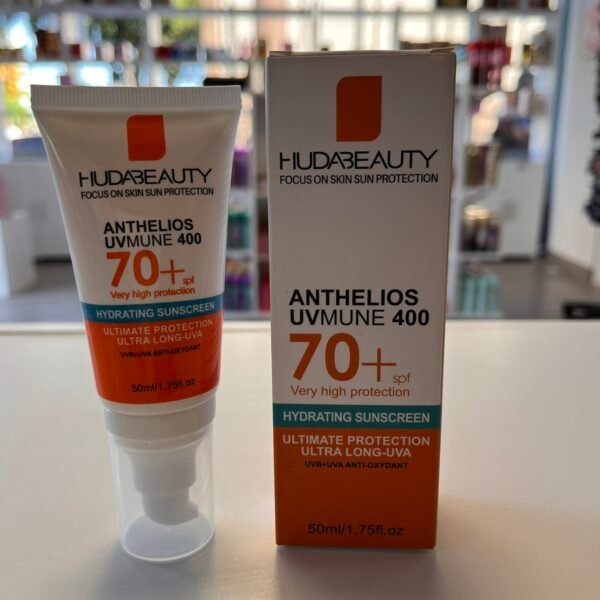 HUDABEAUTY
FOCUS ON SKIN SUN PROTECTION
ANTHELIOS
UVMUNE 400
70+ spf
Very high protection
HYDRATING SUNSCREEN
ULTIMATE PROTECTION
ULTRA LONG-UVA
UVB+UVA ANTI-OXYDANT
50ml/1.75fl.oz
HUDABEAUTY
FOCUS ON SKIN SUN PROTECTION
ANTHELIOS
UVMUNE 400
70+ spf
Very high protection
HYDRATING SUNSCREEN
ULTIMATE PROTECTION
ULTRA LONG-UVA
UVB+UVA ANTI-OXYDANT
50ml/1.75fl.oz